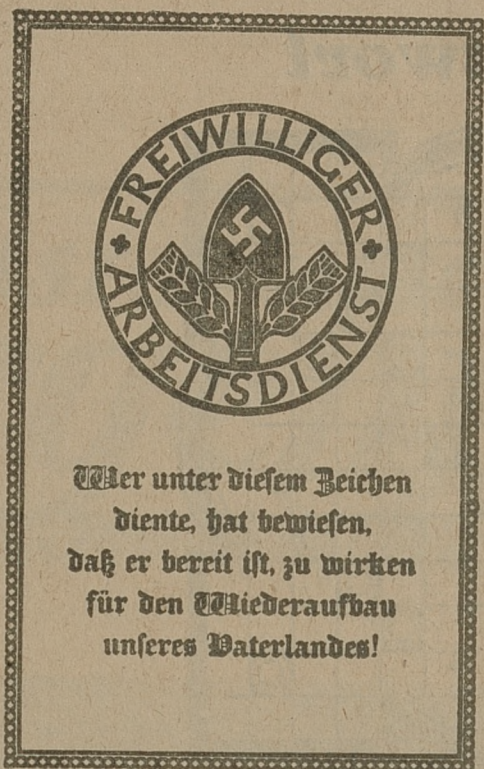 FREIWILLIGER
ARBEITSDIENST
Wer unter diesem Zeichen
diente, hat bewiesen,
daß er bereit ist, zu wirken
für den Wiederaufbau
unseres Vaterlandes!